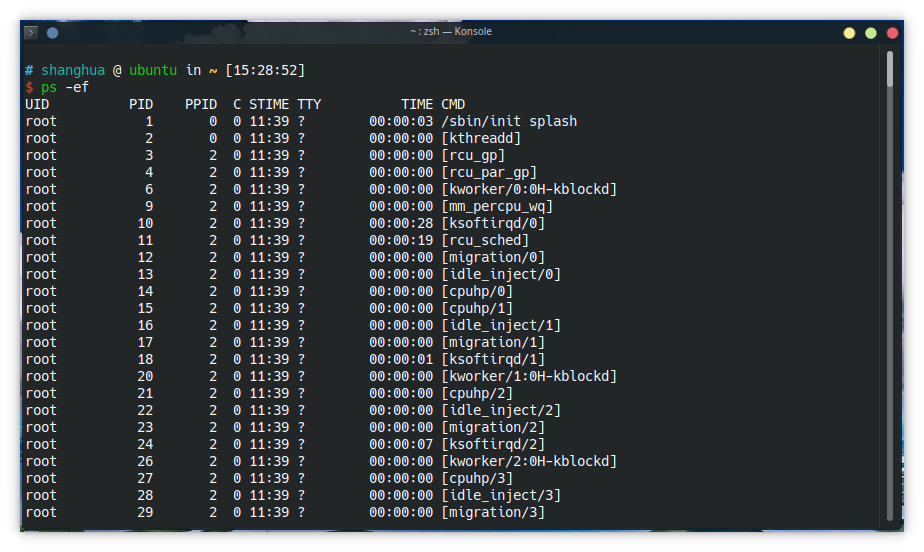 ~ : zsh — Konsole
# shanghua @ ubuntu in ~ [15:28:52]
$ ps -ef
UID PID PPID C STIME TTY TIME CMD
root 1 0 0 11:39 ? 00:00:03 /sbin/init splash
root 2 0 0 11:39 ? 00:00:00 [kthreadd]
root 3 2 0 11:39 ? 00:00:00 [rcu_gp]
root 4 2 0 11:39 ? 00:00:00 [rcu_par_gp]
root 6 2 0 11:39 ? 00:00:00 [kworker/0:0H-kblockd]
root 9 2 0 11:39 ? 00:00:00 [mm_percpu_wq]
root 10 2 0 11:39 ? 00:00:28 [ksoftirqd/0]
root 11 2 0 11:39 ? 00:00:19 [rcu_sched]
root 12 2 0 11:39 ? 00:00:00 [migration/0]
root 13 2 0 11:39 ? 00:00:00 [idle_inject/0]
root 14 2 0 11:39 ? 00:00:00 [cpuhp/0]
root 15 2 0 11:39 ? 00:00:00 [cpuhp/1]
root 16 2 0 11:39 ? 00:00:00 [idle_inject/1]
root 17 2 0 11:39 ? 00:00:00 [migration/1]
root 18 2 0 11:39 ? 00:00:01 [ksoftirqd/1]
root 20 2 0 11:39 ? 00:00:00 [kworker/1:0H-kblockd]
root 21 2 0 11:39 ? 00:00:00 [cpuhp/2]
root 22 2 0 11:39 ? 00:00:00 [idle_inject/2]
root 23 2 0 11:39 ? 00:00:00 [migration/2]
root 24 2 0 11:39 ? 00:00:07 [ksoftirqd/2]
root 26 2 0 11:39 ? 00:00:00 [kworker/2:0H-kblockd]
root 27 2 0 11:39 ? 00:00:00 [cpuhp/3]
root 28 2 0 11:39 ? 00:00:00 [idle_inject/3]
root 29 2 0 11:39 ? 00:00:00 [migration/3]